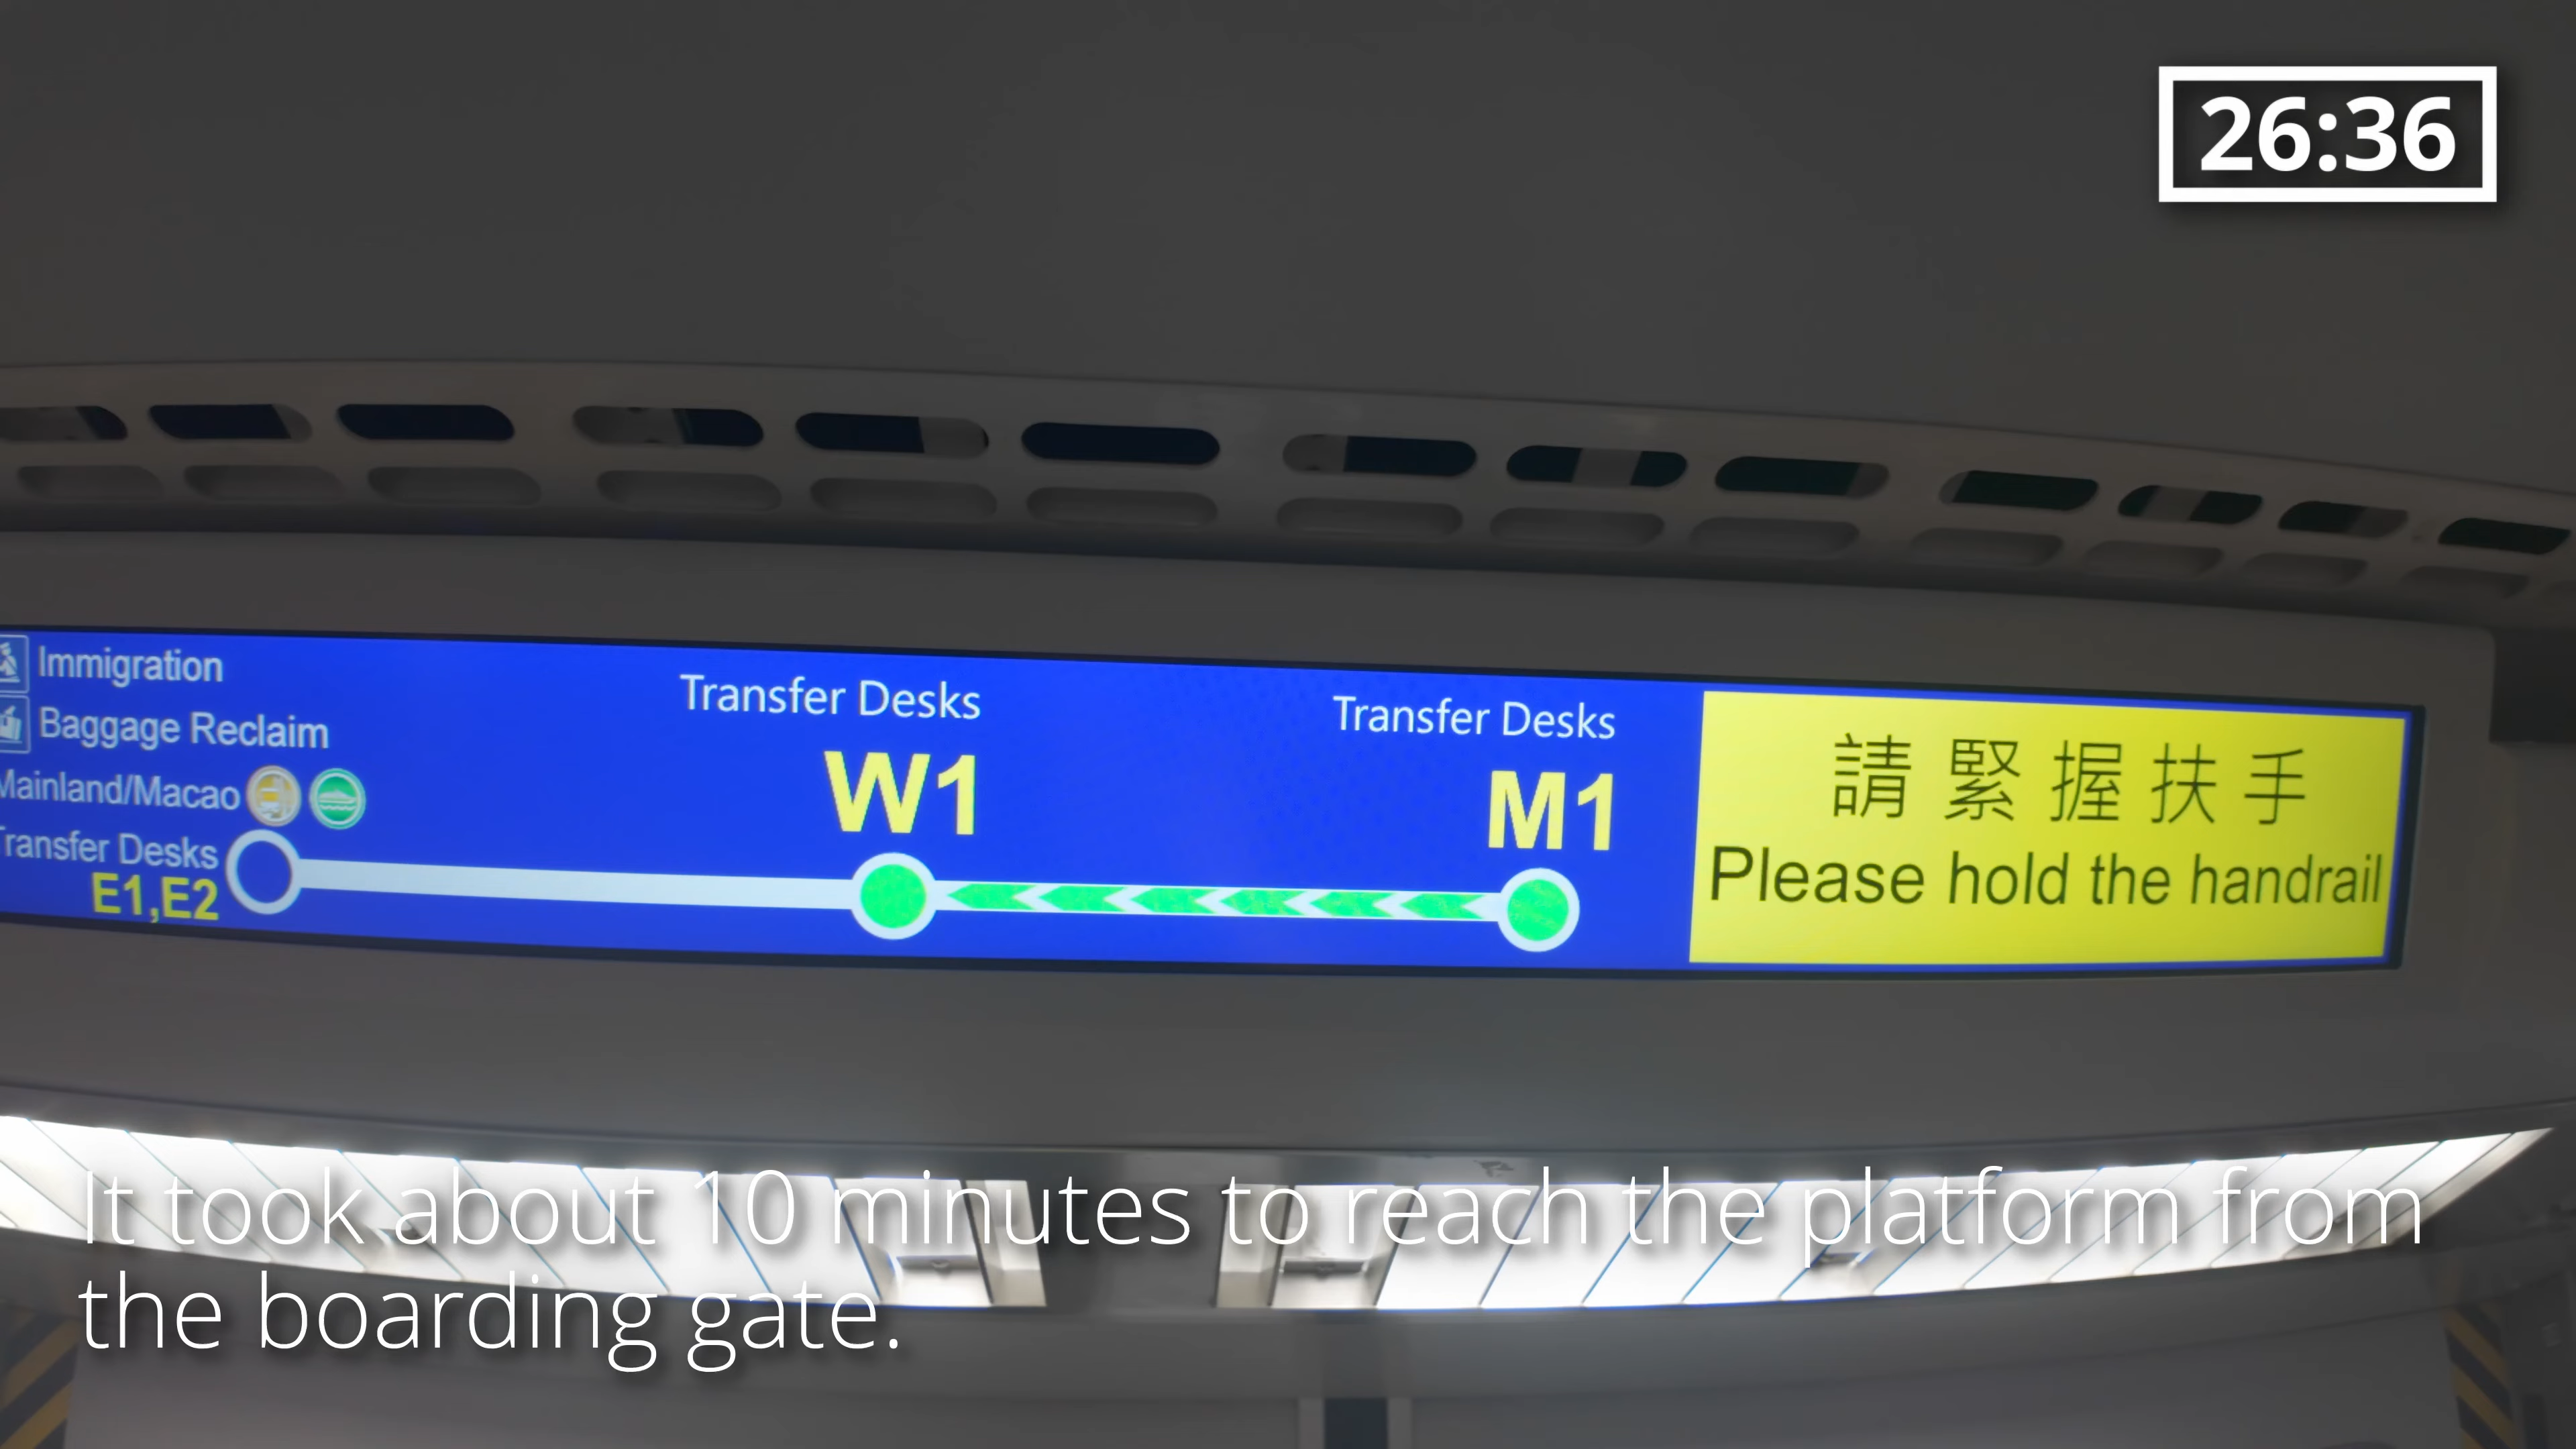 26:36
Immigration
Baggage Reclaim
Mainland/Macao
Transfer Desks
E1,E2
Transfer Desks
W1
Transfer Desks
M1
請緊握扶手
Please hold the handrail
It took about 10 minutes to reach the platform from
the boarding gate.